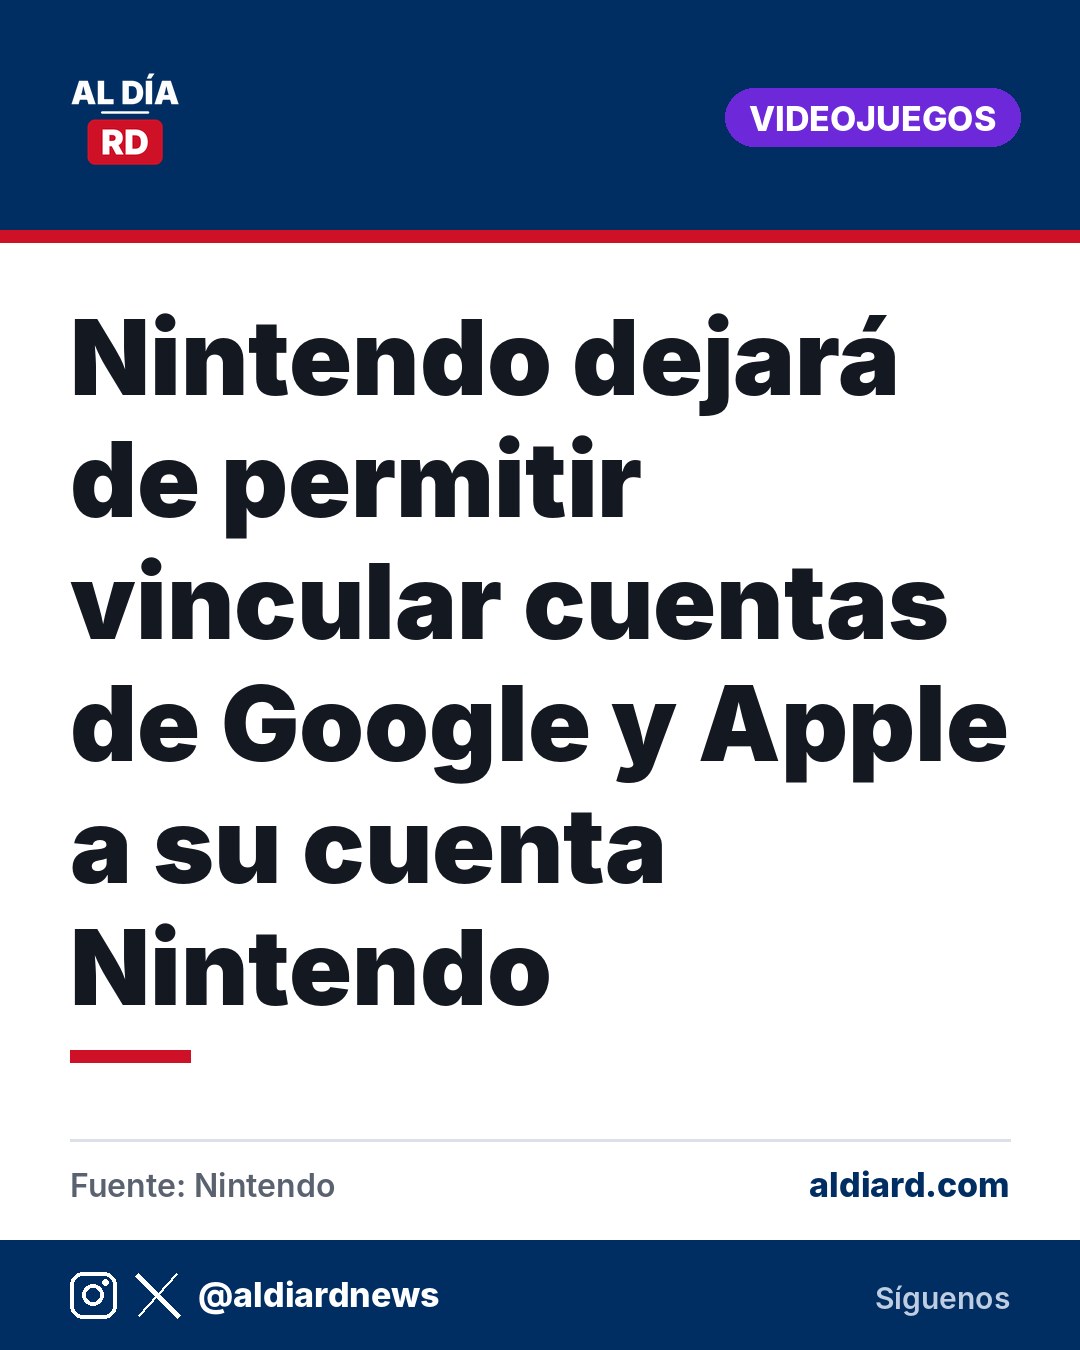 AL DÍA
RD
VIDEOJUEGOS
Nintendo dejará
de permitir
vincular cuentas
de Google y Apple
a su cuenta
Nintendo
Fuente: Nintendo
aldiard.com
@aldiardnews
Síguenos